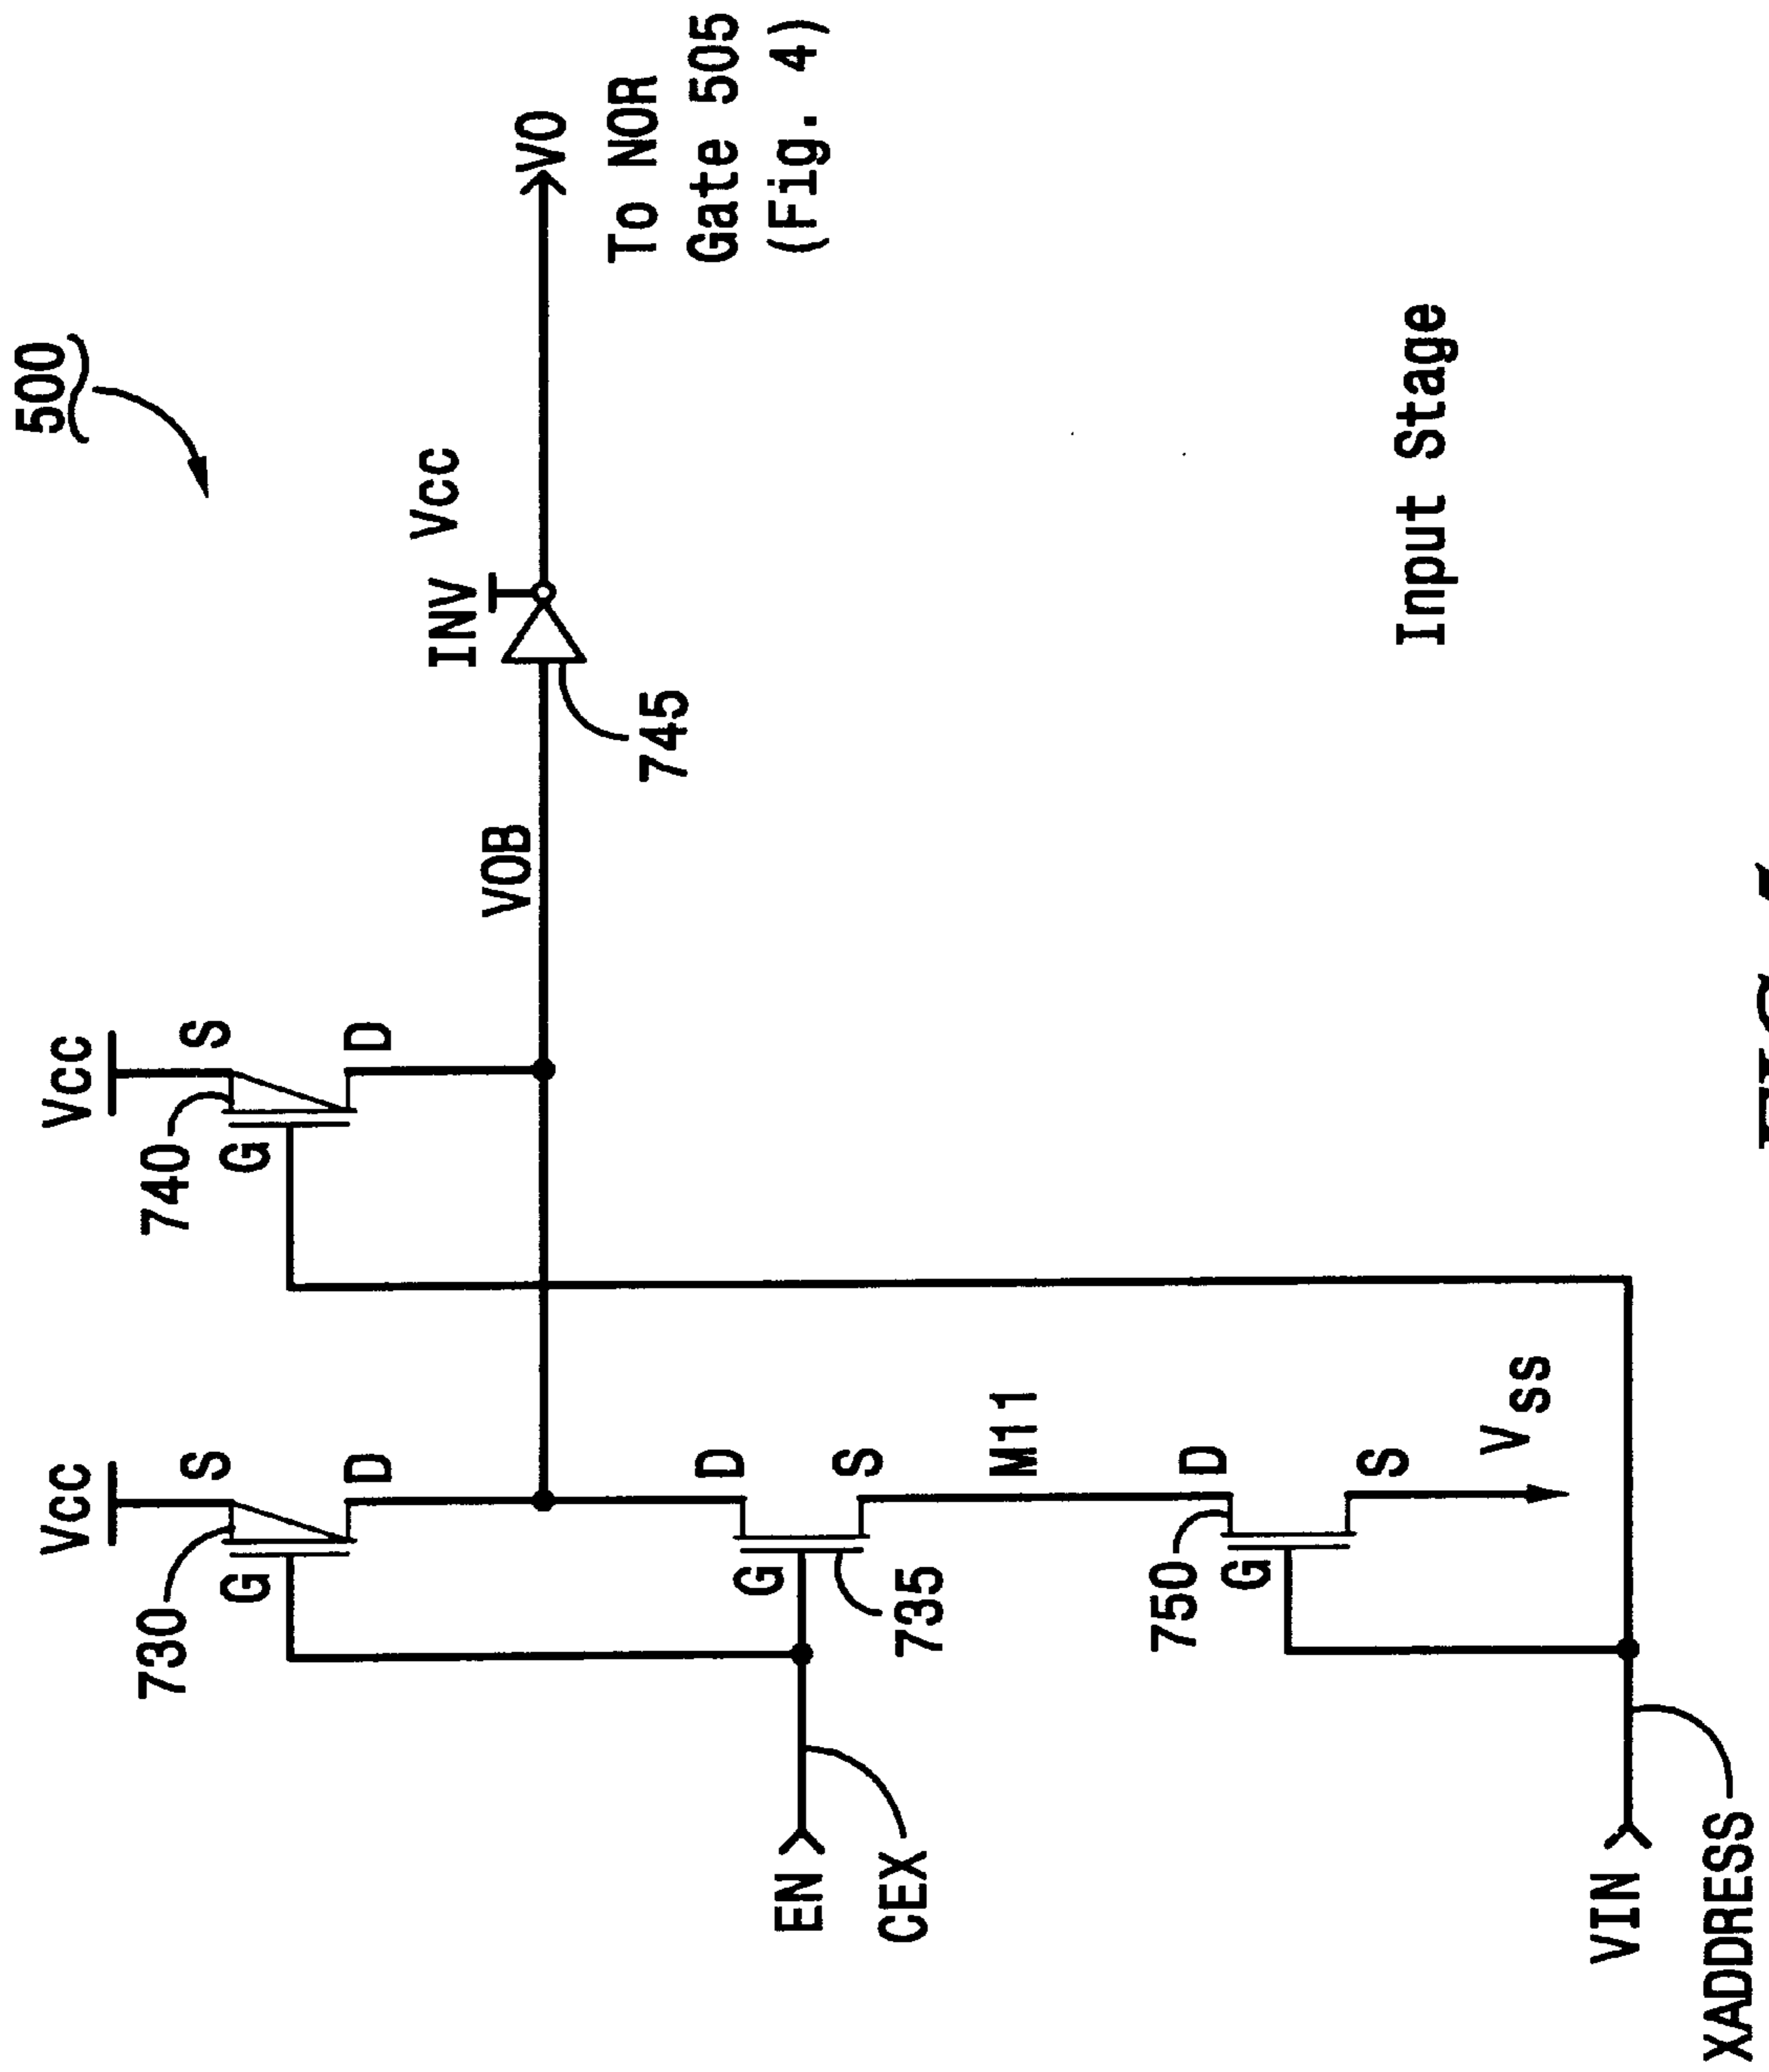 500
Vcc
Vcc
730
S
G
D
740
S
G
D
INV Vcc
VOB
745
VO
To NOR
Gate 505
(Fig. 4)
EN
CEX
G
D
S
735
M11
750
G
D
S
Vss
VIN
XADDRESS
Input Stage